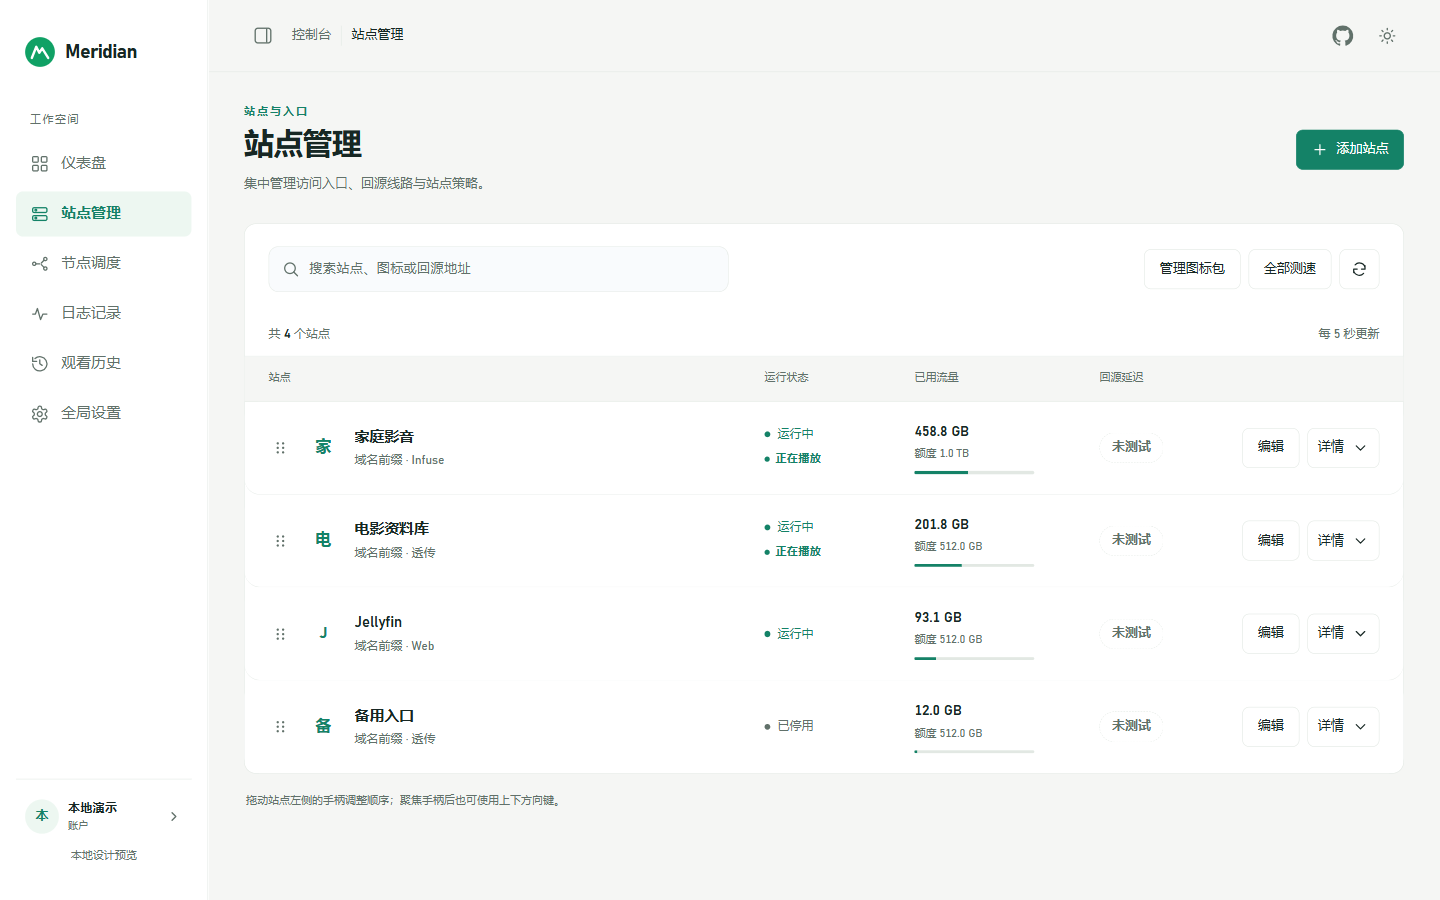 Meridian
工作空间
仪表盘
站点管理
节点调度
日志记录
观看历史
全局设置
本
本地演示
账户
本地设计预览
控制台
站点管理
站点与入口
站点管理
集中管理访问入口、回源线路与站点策略。
添加站点
搜索站点、图标或回源地址
管理图标包
全部测速
共 4 个站点
每 5 秒更新
站点 运行状态 已用流量 回源延迟
家
家庭影音
域名前缀 · Infuse
运行中
正在播放
458.8 GB
额度 1.0 TB
未测试
编辑
详情
电
电影资料库
域名前缀 · 透传
运行中
正在播放
201.8 GB
额度 512.0 GB
未测试
编辑
详情
J
Jellyfin
域名前缀 · Web
运行中
93.1 GB
额度 512.0 GB
未测试
编辑
详情
备
备用入口
域名前缀 · 透传
已停用
12.0 GB
额度 512.0 GB
未测试
编辑
详情
拖动站点左侧的手柄调整顺序；聚焦手柄后也可使用上下方向键。